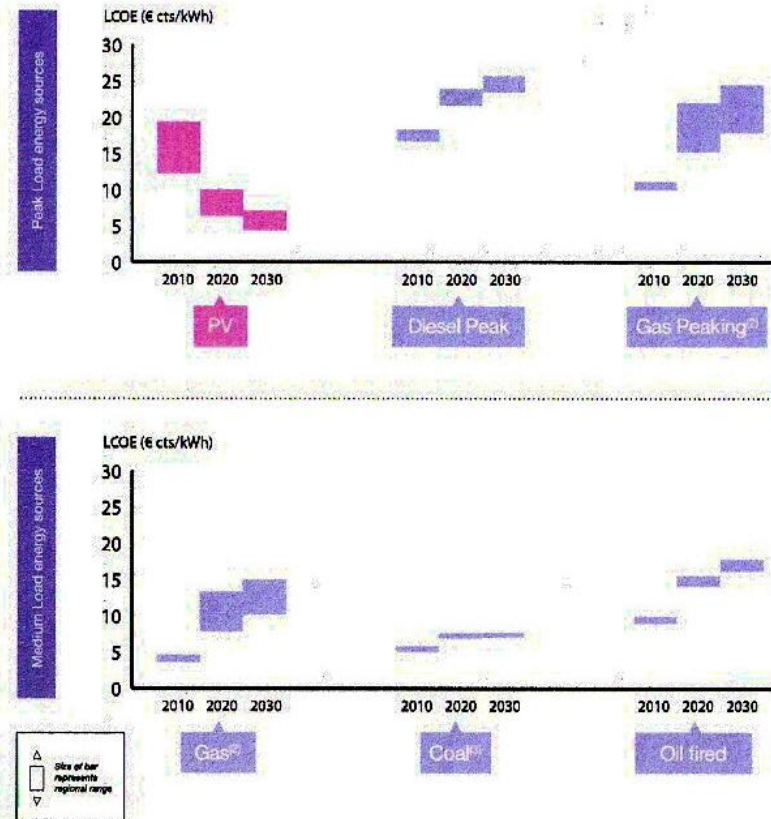 Peak Load energy sources
LCOE (€ cts/kWh)
30
25
20
15
10
5
0
2010 2020 2030
2010 2020 2030
2010 2020 2030
PV
Diesel Peak
Gas Peaking(2)
Medium Load energy sources
LCOE (€ cts/kWh)
30
25
20
15
10
5
0
2010 2020 2030
2010 2020 2030
2010 2020 2030
Gas(2)
Coal
Oil fired
Size of bar
represents
regional range